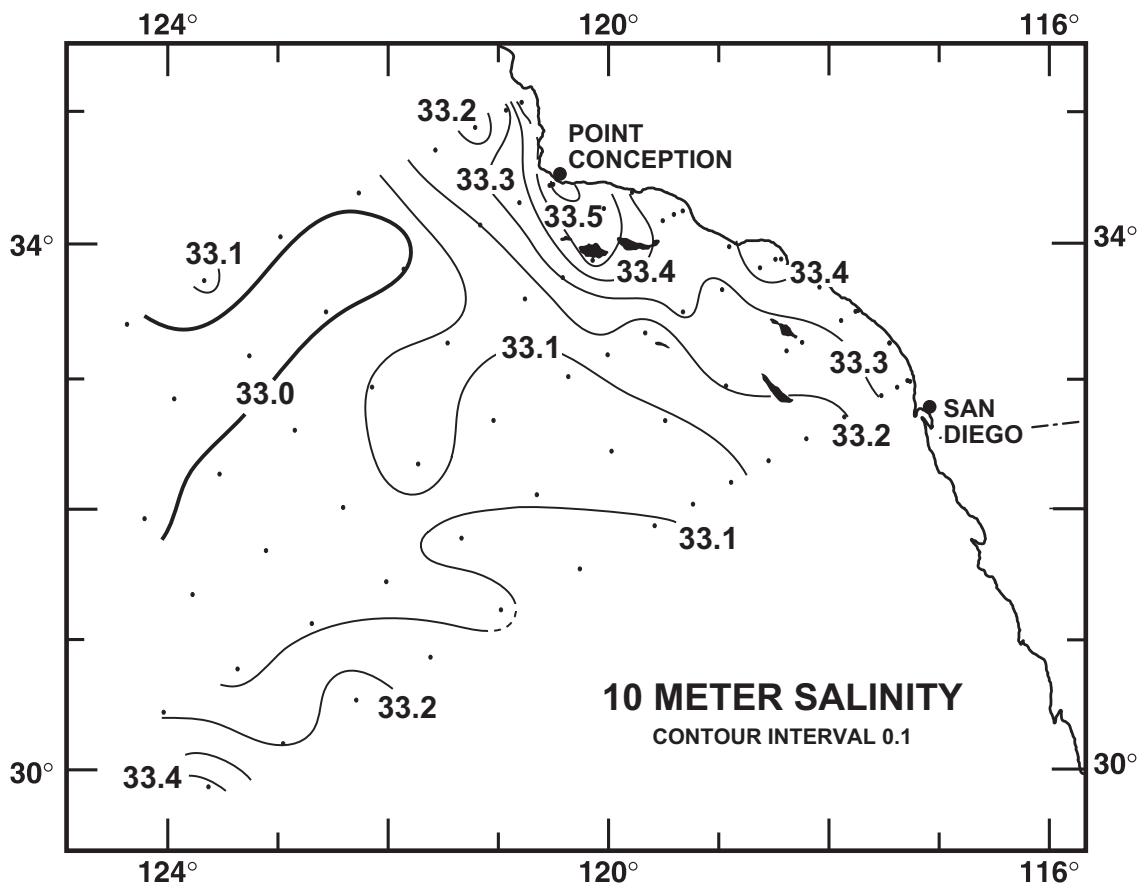 124° 120° 116°
33.2
POINT
CONCEPTION
33.3
33.5
34° 34°
33.1
33.4 33.4
33.1
33.3
33.0
SAN
DIEGO
33.2
33.1
10 METER SALINITY
33.2
CONTOUR INTERVAL 0.1
30° 33.4 30°
124° 120° 116°